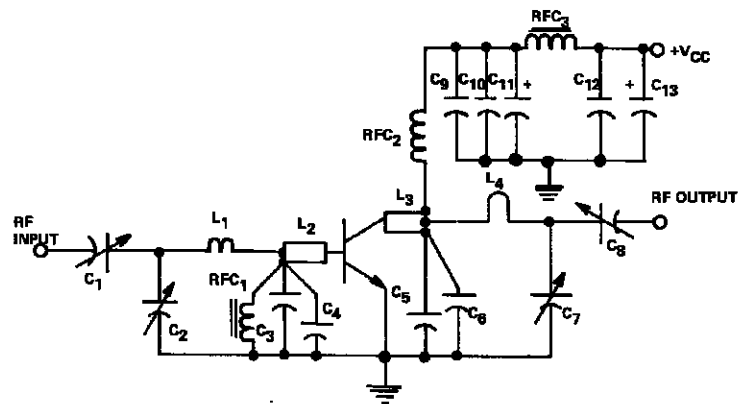 RFC3
+VCC
C9 C10 C11 + C12 + C13
RFC2
L4
L3
RF OUTPUT
RF
INPUT
L1
L2
C8
C1
RFC1
C5
C2
C3
C4
C6
C7